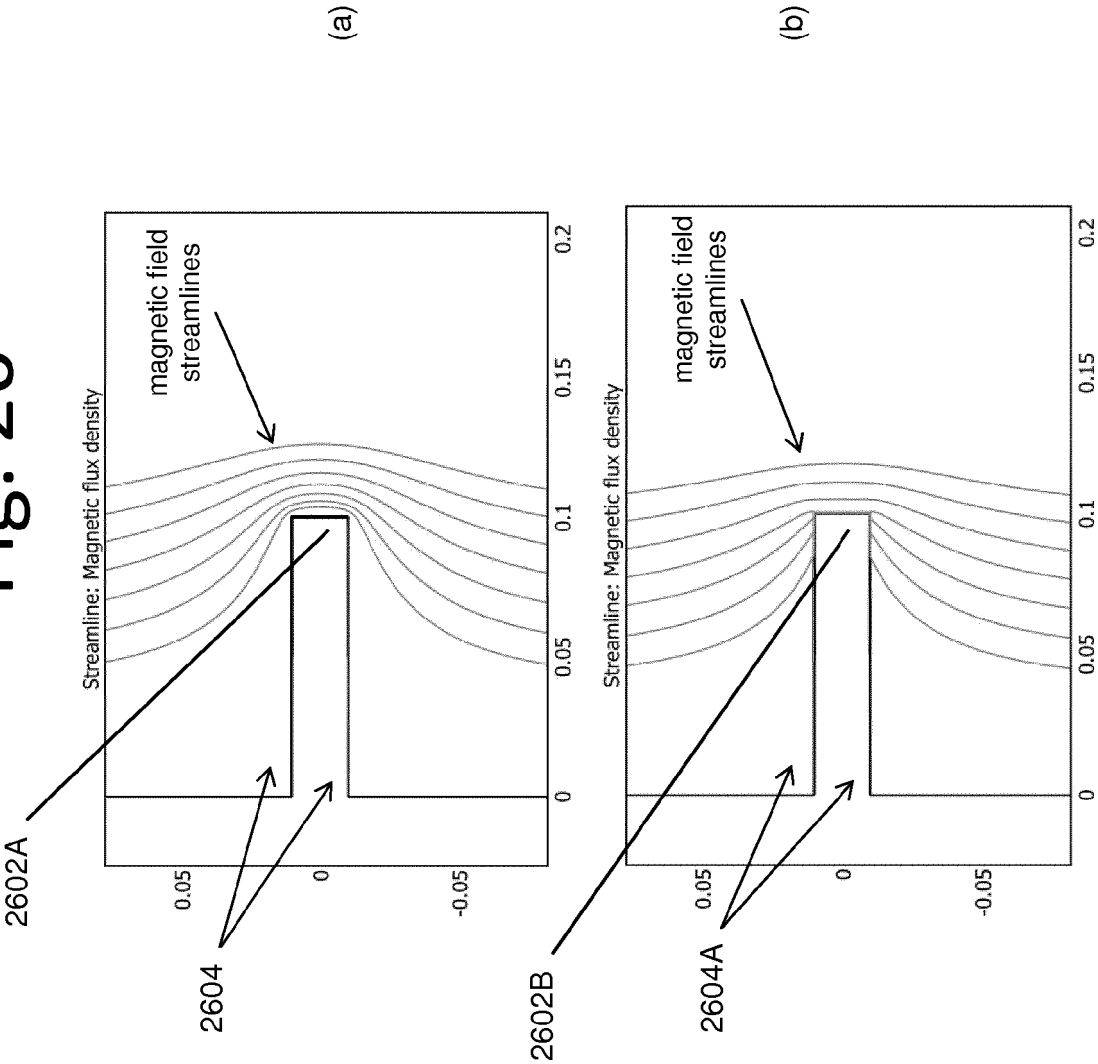 2602A
2604
Streamline: Magnetic flux density
magnetic field
streamlines
0.05
0
-0.05
0
0.05
0.1
0.15
0.2
(a)
2602B
2604A
Streamline: Magnetic flux density
magnetic field
streamlines
0.05
0
-0.05
0
0.05
0.1
0.15
0.2
(b)